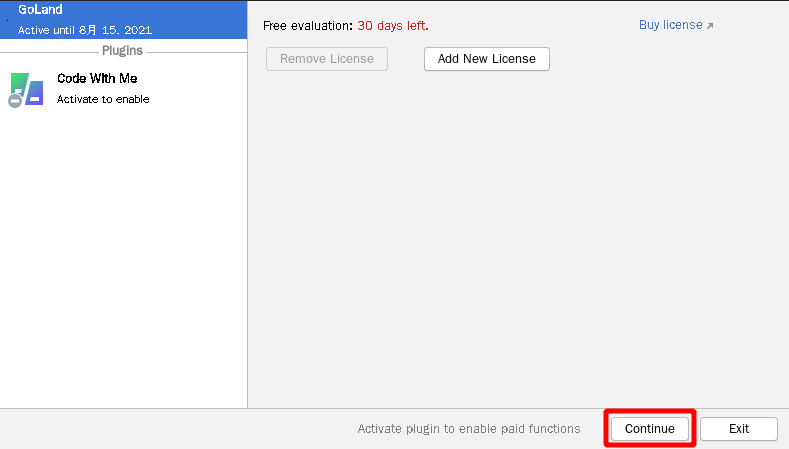 GoLand
Active until 8月 15, 2021
Plugins
Code With Me
Activate to enable
Free evaluation: 30 days left.
Buy license
Remove License
Add New License
Activate plugin to enable paid functions
Continue
Exit